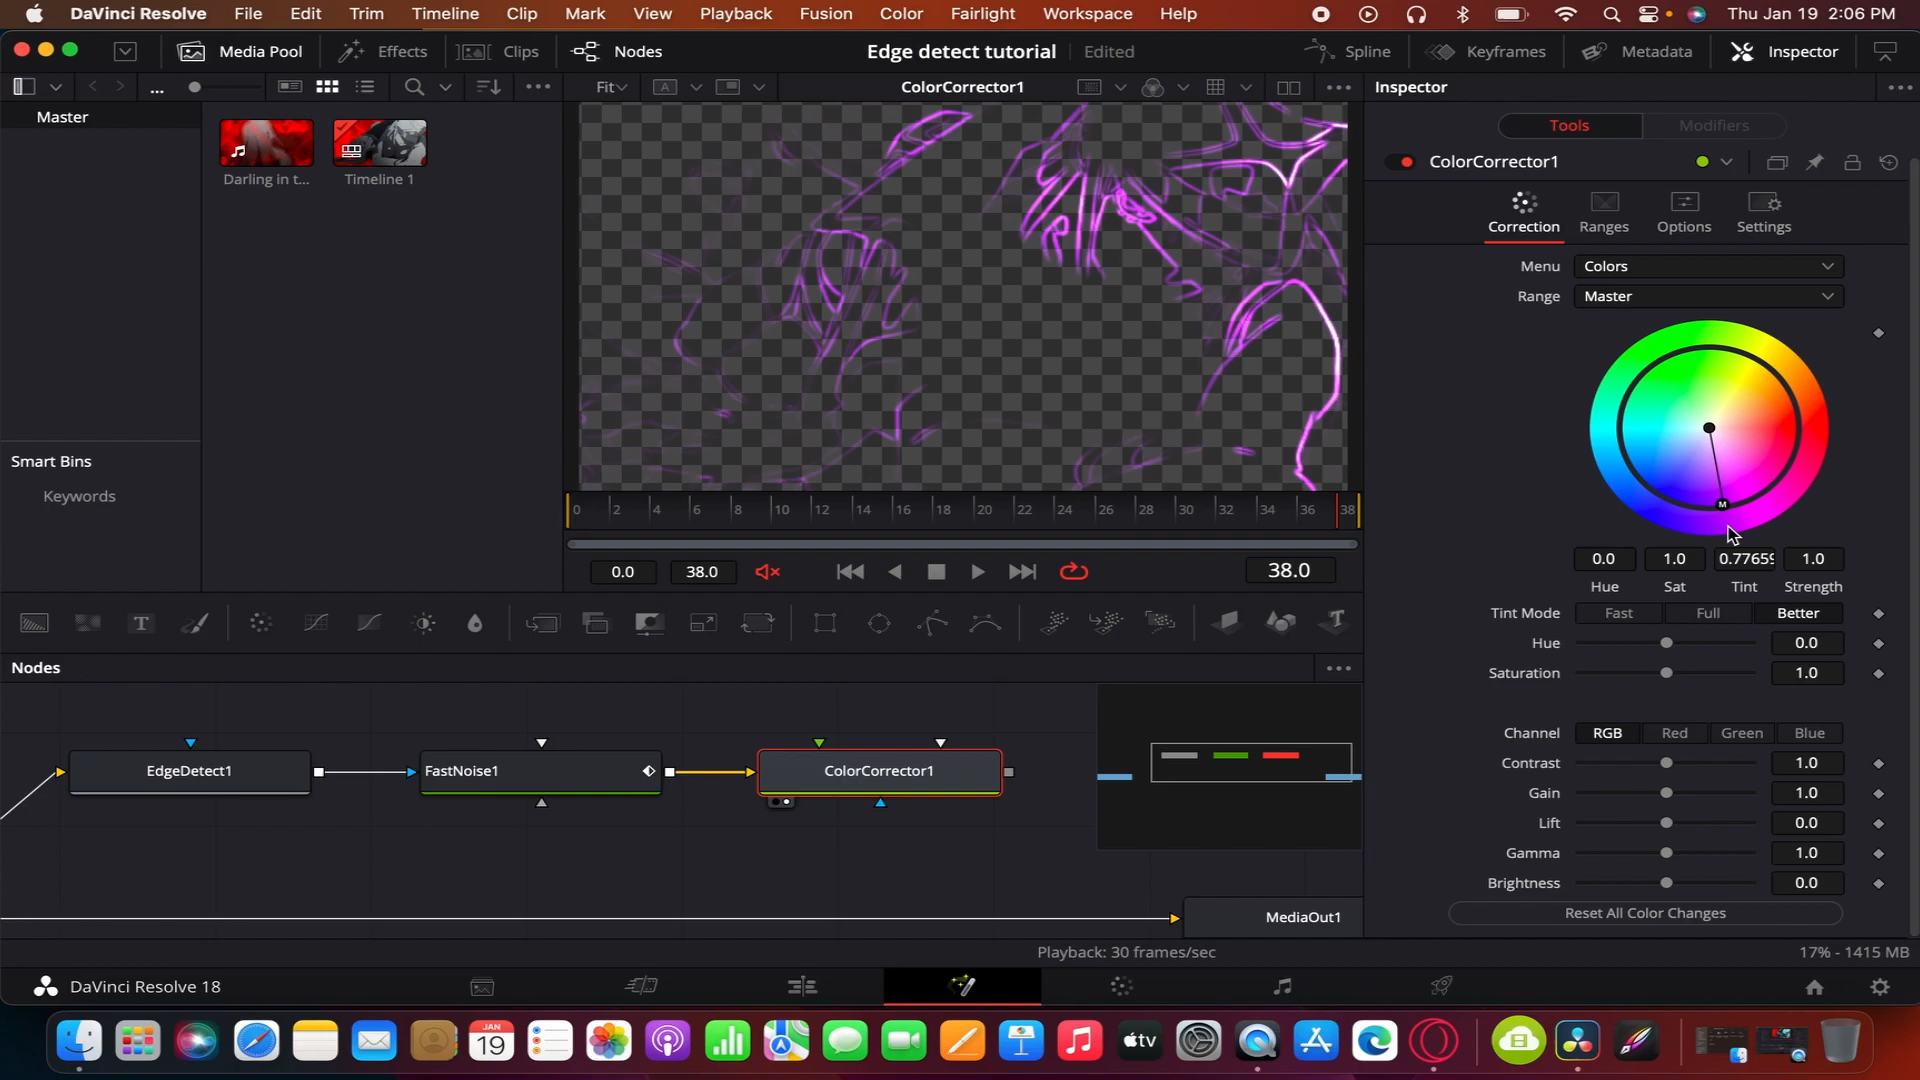 DaVinci Resolve File Edit Trim Timeline Clip Mark View Playback Fusion Color Fairlight Workspace Help Thu Jan 19 2:06 PM
Media Pool Effects Clips Nodes Edge detect tutorial Edited Spline Keyframes Metadata Inspector
Fit A ColorCorrector1 Inspector
Master
Tools Modifiers
ColorCorrector1
Darling in t... Timeline 1
Correction Ranges Options Settings
Menu Colors
Range Master
M
Smart Bins
Keywords
0 2 4 6 8 10 12 14 16 18 20 22 24 26 28 30 32 34 36 38
0.0 1.0 0.77659 1.0
Hue Sat Tint Strength
0.0 38.0 38.0
Tint Mode Fast Full Better
T T
Hue 0.0
Saturation 1.0
Nodes
Channel RGB Red Green Blue
EdgeDetect1 FastNoise1 ColorCorrector1
Contrast 1.0
Gain 1.0
Lift 0.0
Gamma 1.0
Brightness 0.0
Reset All Color Changes
MediaOut1
Playback: 30 frames/sec 17% - 1415 MB
DaVinci Resolve 18
JAN
19
tv